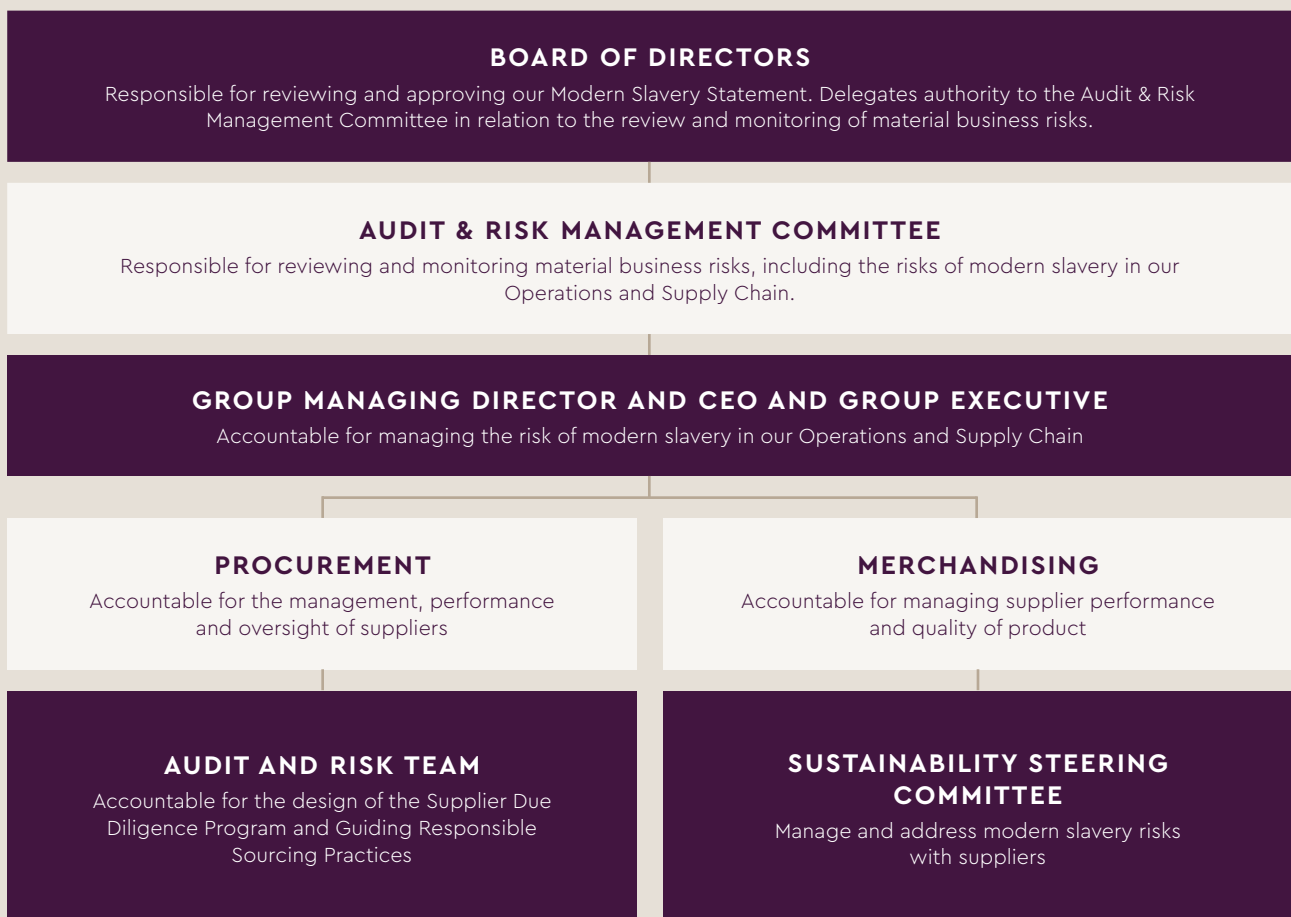 BOARD OF DIRECTORS
Responsible for reviewing and approving our Modern Slavery Statement. Delegates authority to the Audit & Risk
Management Committee in relation to the review and monitoring of material business risks.
AUDIT & RISK MANAGEMENT COMMITTEE
Responsible for reviewing and monitoring material business risks, including the risks of modern slavery in our
Operations and Supply Chain.
GROUP MANAGING DIRECTOR AND CEO AND GROUP EXECUTIVE
Accountable for managing the risk of modern slavery in our Operations and Supply Chain
PROCUREMENT
Accountable for the management, performance
and oversight of suppliers
MERCHANDISING
Accountable for managing supplier performance
and quality of product
AUDIT AND RISK TEAM
Accountable for the design of the Supplier Due
Diligence Program and Guiding Responsible
Sourcing Practices
SUSTAINABILITY STEERING
COMMITTEE
Manage and address modern slavery risks
with suppliers